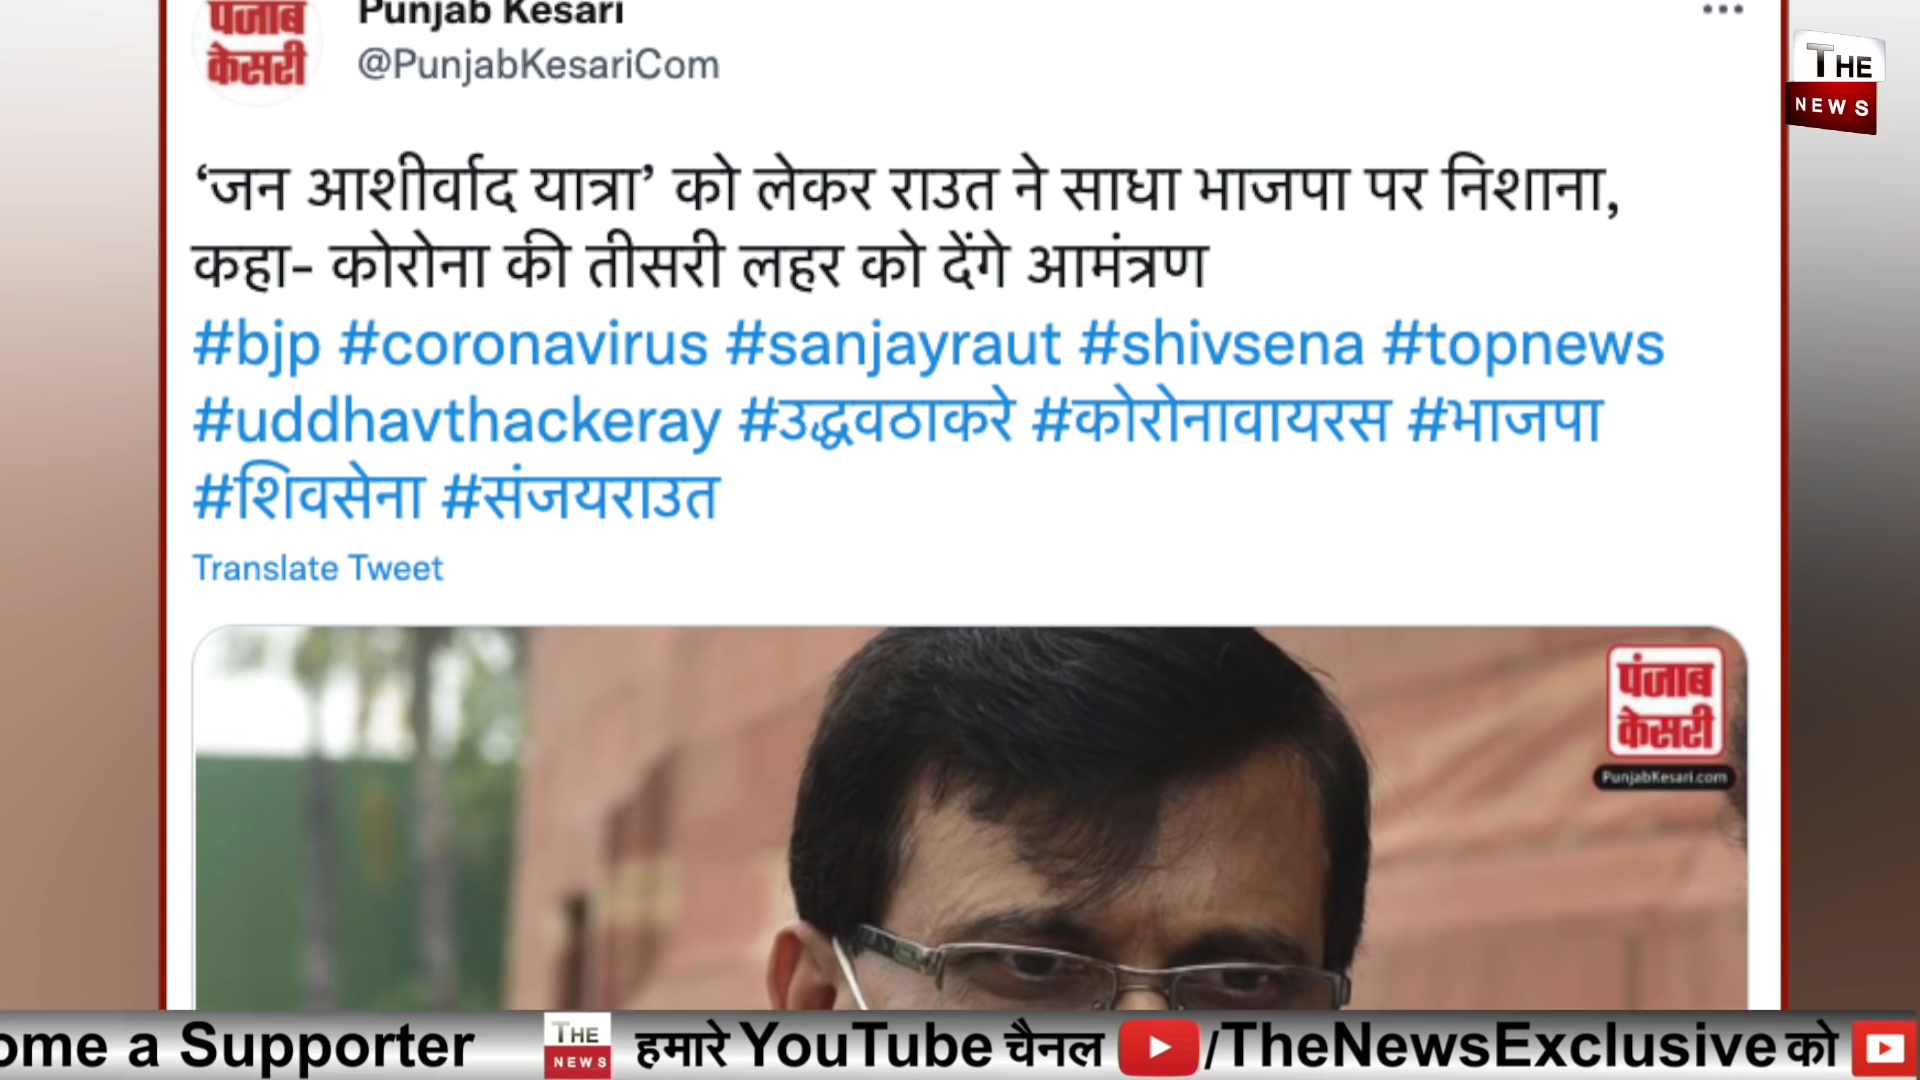 पंजाब
केसरी
Punjab Kesari
@PunjabKesariCom
THE
NEWS
‘जन आशीर्वाद यात्रा’ को लेकर राउत ने साधा भाजपा पर निशाना,
कहा- कोरोना की तीसरी लहर को देंगे आमंत्रण
#bjp #coronavirus #sanjayraut #shivsena #topnews
#uddhavthackeray #उद्धवठाकरे #कोरोनावायरस #भाजपा
#शिवसेना #संजयराउत
Translate Tweet
पंजाब
केसरी
PunjabKesari.com
ome a Supporter THE NEWS हमारे YouTube चैनल /TheNewsExclusive को